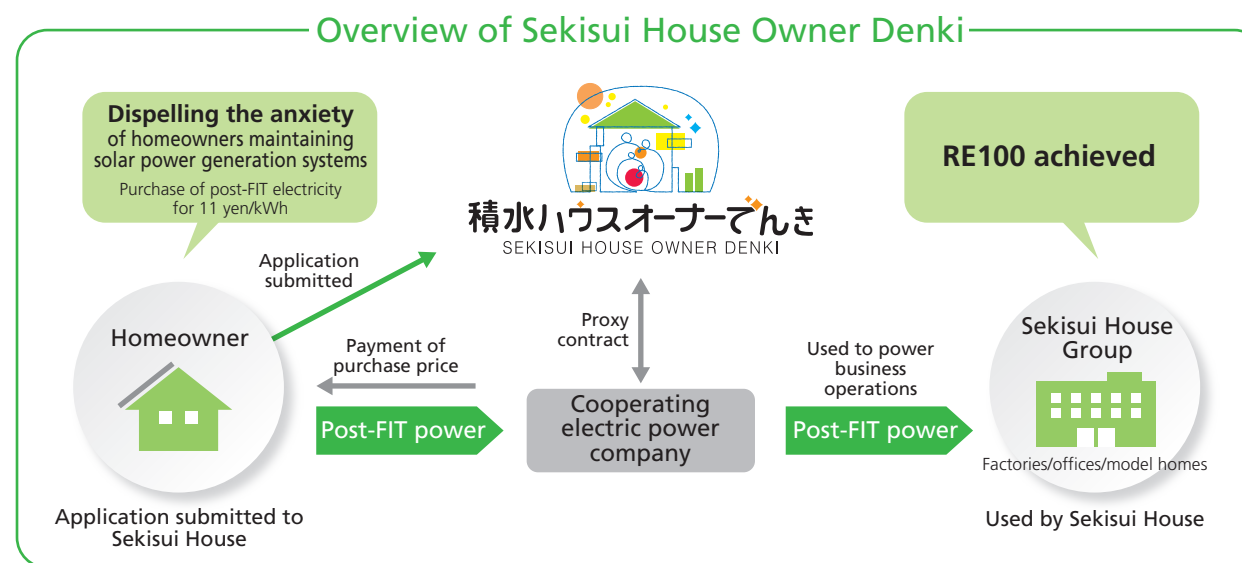 Overview of Sekisui House Owner Denki
Dispelling the anxiety
of homeowners maintaining
solar power generation systems
Purchase of post-FIT electricity
for 11 yen/kWh
積水ハウスオーナーでんき
SEKISUI HOUSE OWNER DENKI
RE100 achieved
Application
submitted
Homeowner
Payment of
purchase price
Post-FIT power
Application submitted to
Sekisui House
Proxy
contract
Cooperating
electric power
company
Used to power
business
operations
Post-FIT power
Sekisui House
Group
Factories/offices/model homes
Used by Sekisui House